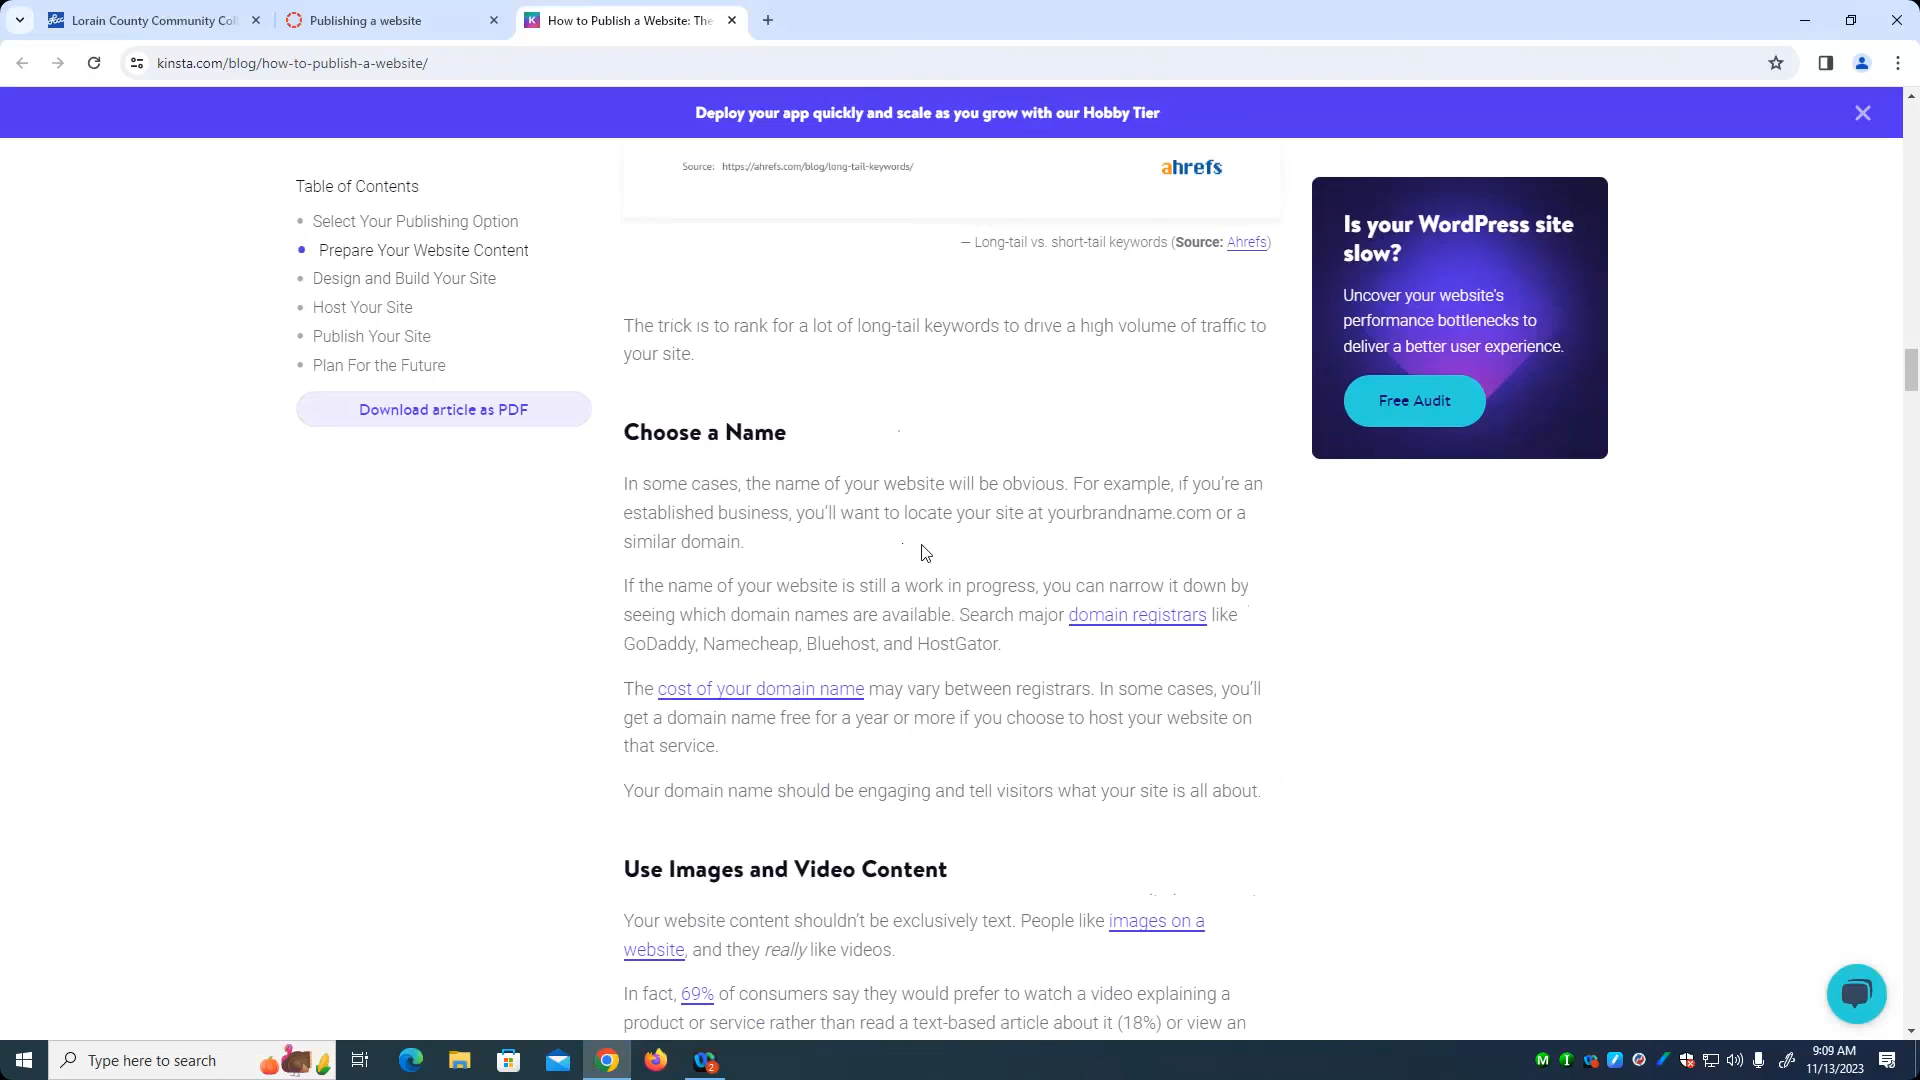 Lorain County Community Col
Publishing a website
K
How to Publish a Website: The
kinsta.com/blog/how-to-publish-a-website/
Deploy your app quickly and scale as you grow with our Hobby Tier
Table of Contents
Select Your Publishing Option
Prepare Your Website Content
Design and Build Your Site
Host Your Site
Publish Your Site
Plan For the Future
Download article as PDF
Source: https://ahrefs.com/blog/long-tail-keywords/
ahrefs
— Long-tail vs. short-tail keywords (Source: Ahrefs)
The trick is to rank for a lot of long-tail keywords to drive a high volume of traffic to
your site.
Choose a Name
In some cases, the name of your website will be obvious. For example, if you’re an
established business, you’ll want to locate your site at yourbrandname.com or a
similar domain.
If the name of your website is still a work in progress, you can narrow it down by
seeing which domain names are available. Search major domain registrars like
GoDaddy, Namecheap, Bluehost, and HostGator.
The cost of your domain name may vary between registrars. In some cases, you’ll
get a domain name free for a year or more if you choose to host your website on
that service.
Your domain name should be engaging and tell visitors what your site is all about.
Use Images and Video Content
Your website content shouldn’t be exclusively text. People like images on a
website, and they really like videos.
In fact, 69% of consumers say they would prefer to watch a video explaining a
product or service rather than read a text-based article about it (18%) or view an
Is your WordPress site
slow?
Uncover your website's
performance bottlenecks to
deliver a better user experience.
Free Audit
Type here to search
2
9:09 AM
11/13/2023